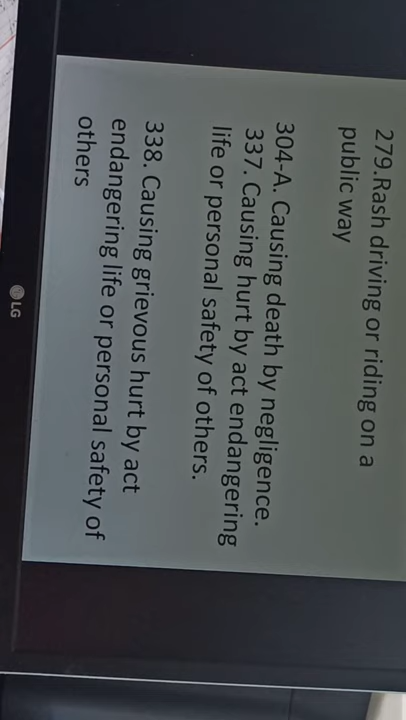 279.Rash driving or riding on a
public way
304-A. Causing death by negligence.
337. Causing hurt by act endangering
life or personal safety of others.
338. Causing grievous hurt by act
endangering life or personal safety of
others
LG